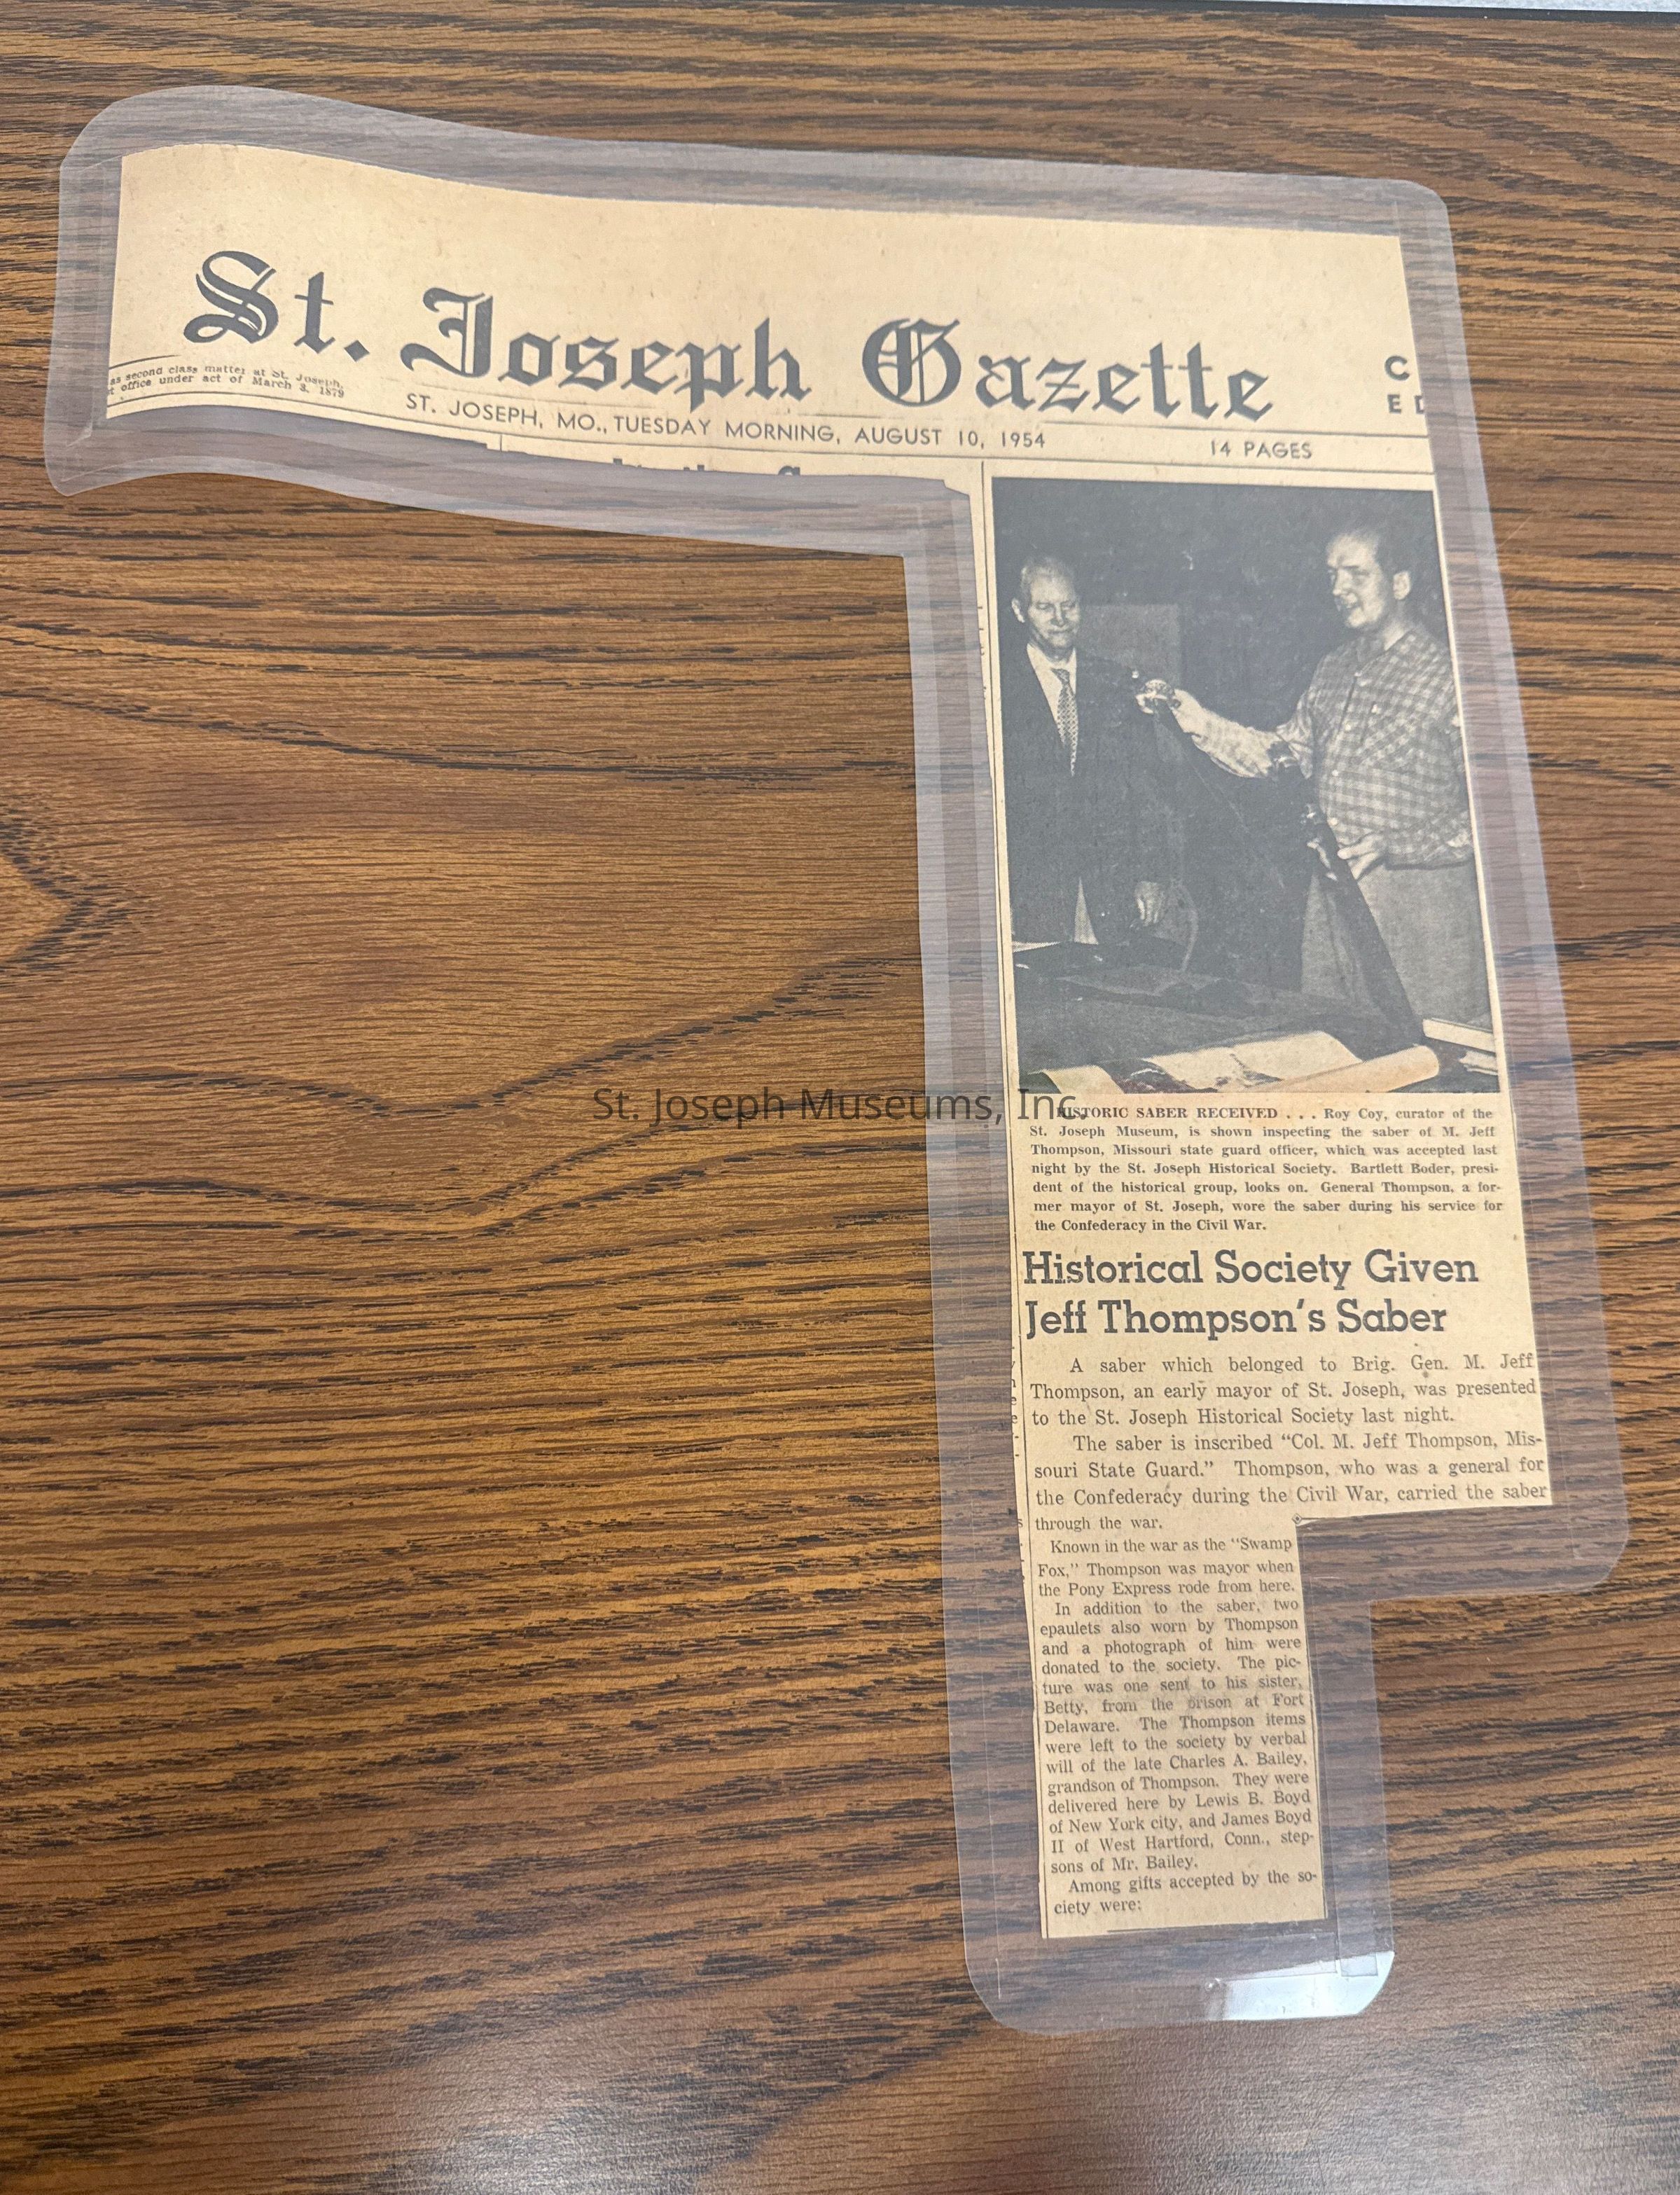 St. Joseph Gazette
as second class matter at St. Joseph,
office under act of March 3, 1879
C
E
ST. JOSEPH, MO., TUESDAY MORNING, AUGUST 10, 1954
14 PAGES
St. Joseph Museums, Inc.
HISTORIC SABER RECEIVED . . . Roy Coy, curator of the
St. Joseph Museum, is shown inspecting the saber of M. Jeff
Thompson, Missouri state guard officer, which was accepted last
night by the St. Joseph Historical Society. Bartlett Boder, presi-
dent of the historical group, looks on. General Thompson, a for-
mer mayor of St. Joseph, wore the saber during his service for
the Confederacy in the Civil War.
Historical Society Given
Jeff Thompson's Saber
A saber which belonged to Brig. Gen. M. Jeff
Thompson, an early mayor of St. Joseph, was presented
to the St. Joseph Historical Society last night.
The saber is inscribed "Col. M. Jeff Thompson, Mis-
souri State Guard." Thompson, who was a general for
the Confederacy during the Civil War, carried the saber
through the war.
Known in the war as the "Swamp
Fox," Thompson was mayor when
the Pony Express rode from here.
In addition to the saber, two
epaulets also worn by Thompson
and a photograph of him were
donated to the society. The pic-
ture was one sent to his sister,
Betty, from the prison at Fort
Delaware. The Thompson items
were left to the society by verbal
will of the late Charles A. Bailey,
grandson of Thompson. They were
delivered here by Lewis B. Boyd
of New York city, and James Boyd
II of West Hartford, Conn., step-
sons of Mr. Bailey.
Among gifts accepted by the so-
ciety were: